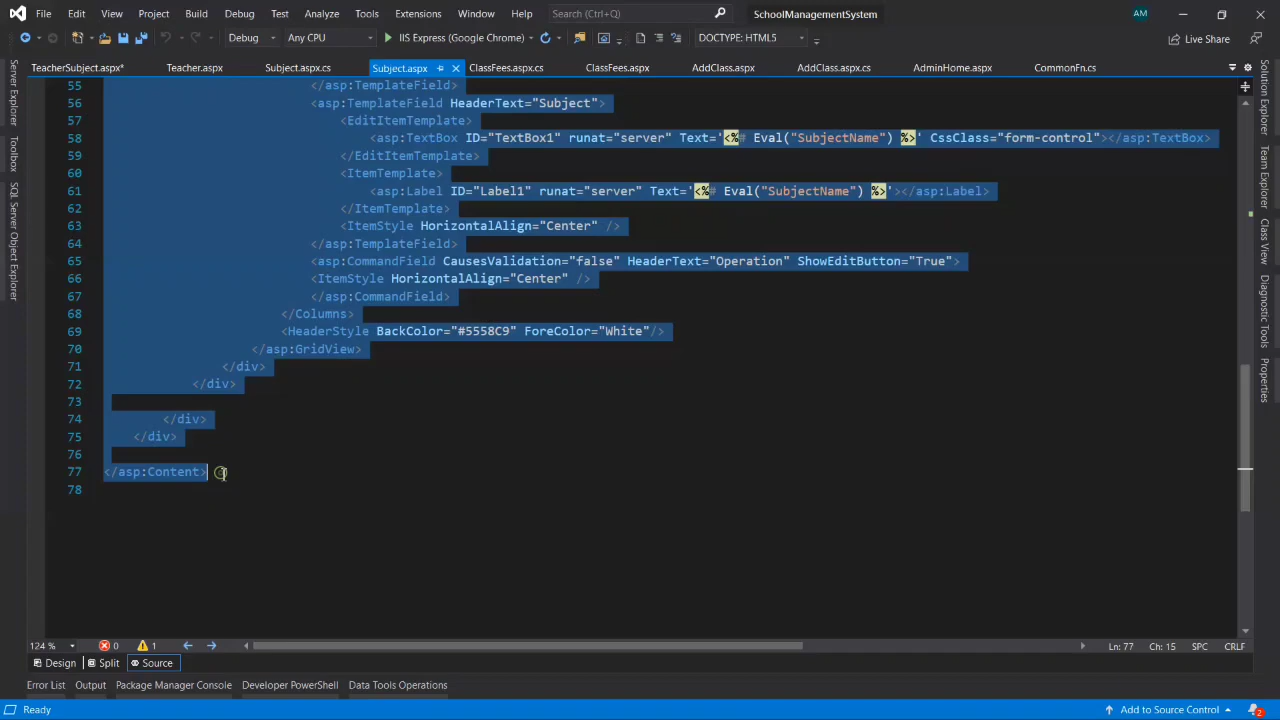 File Edit View Project Build Debug Test Analyze Tools Extensions Window Help Search (Ctrl+Q) SchoolManagementSystem AM
Debug Any CPU IIS Express (Google Chrome) DOCTYPE: HTML5 Live Share
TeacherSubject.aspx* Teacher.aspx Subject.aspx.cs Subject.aspx ClassFees.aspx.cs ClassFees.aspx AddClass.aspx AddClass.aspx.cs AdminHome.aspx CommonFn.cs
Server Explorer
Toolbox
SQL Server Object Explorer
55 </asp:TemplateField>
56 <asp:TemplateField HeaderText="Subject">
57 <EditItemTemplate>
58 <asp:TextBox ID="TextBox1" runat="server" Text='<%# Eval("SubjectName") %>' CssClass="form-control"></asp:TextBox>
59 </EditItemTemplate>
60 <ItemTemplate>
61 <asp:Label ID="Label1" runat="server" Text='<%# Eval("SubjectName") %>'></asp:Label>
62 </ItemTemplate>
63 <ItemStyle HorizontalAlign="Center" />
64 </asp:TemplateField>
65 <asp:CommandField CausesValidation="false" HeaderText="Operation" ShowEditButton="True">
66 <ItemStyle HorizontalAlign="Center" />
67 </asp:CommandField>
68 </Columns>
69 <HeaderStyle BackColor="#5558C9" ForeColor="White"/>
70 </asp:GridView>
71 </div>
72 </div>
73
74 </div>
75 </div>
76
77 </asp:Content>
78
Solution Explorer
Team Explorer
Class View
Diagnostic Tools
Properties
124 % 0 1 Ln: 77 Ch: 15 SPC CRLF
Design Split Source
Error List Output Package Manager Console Developer PowerShell Data Tools Operations
Ready Add to Source Control 2